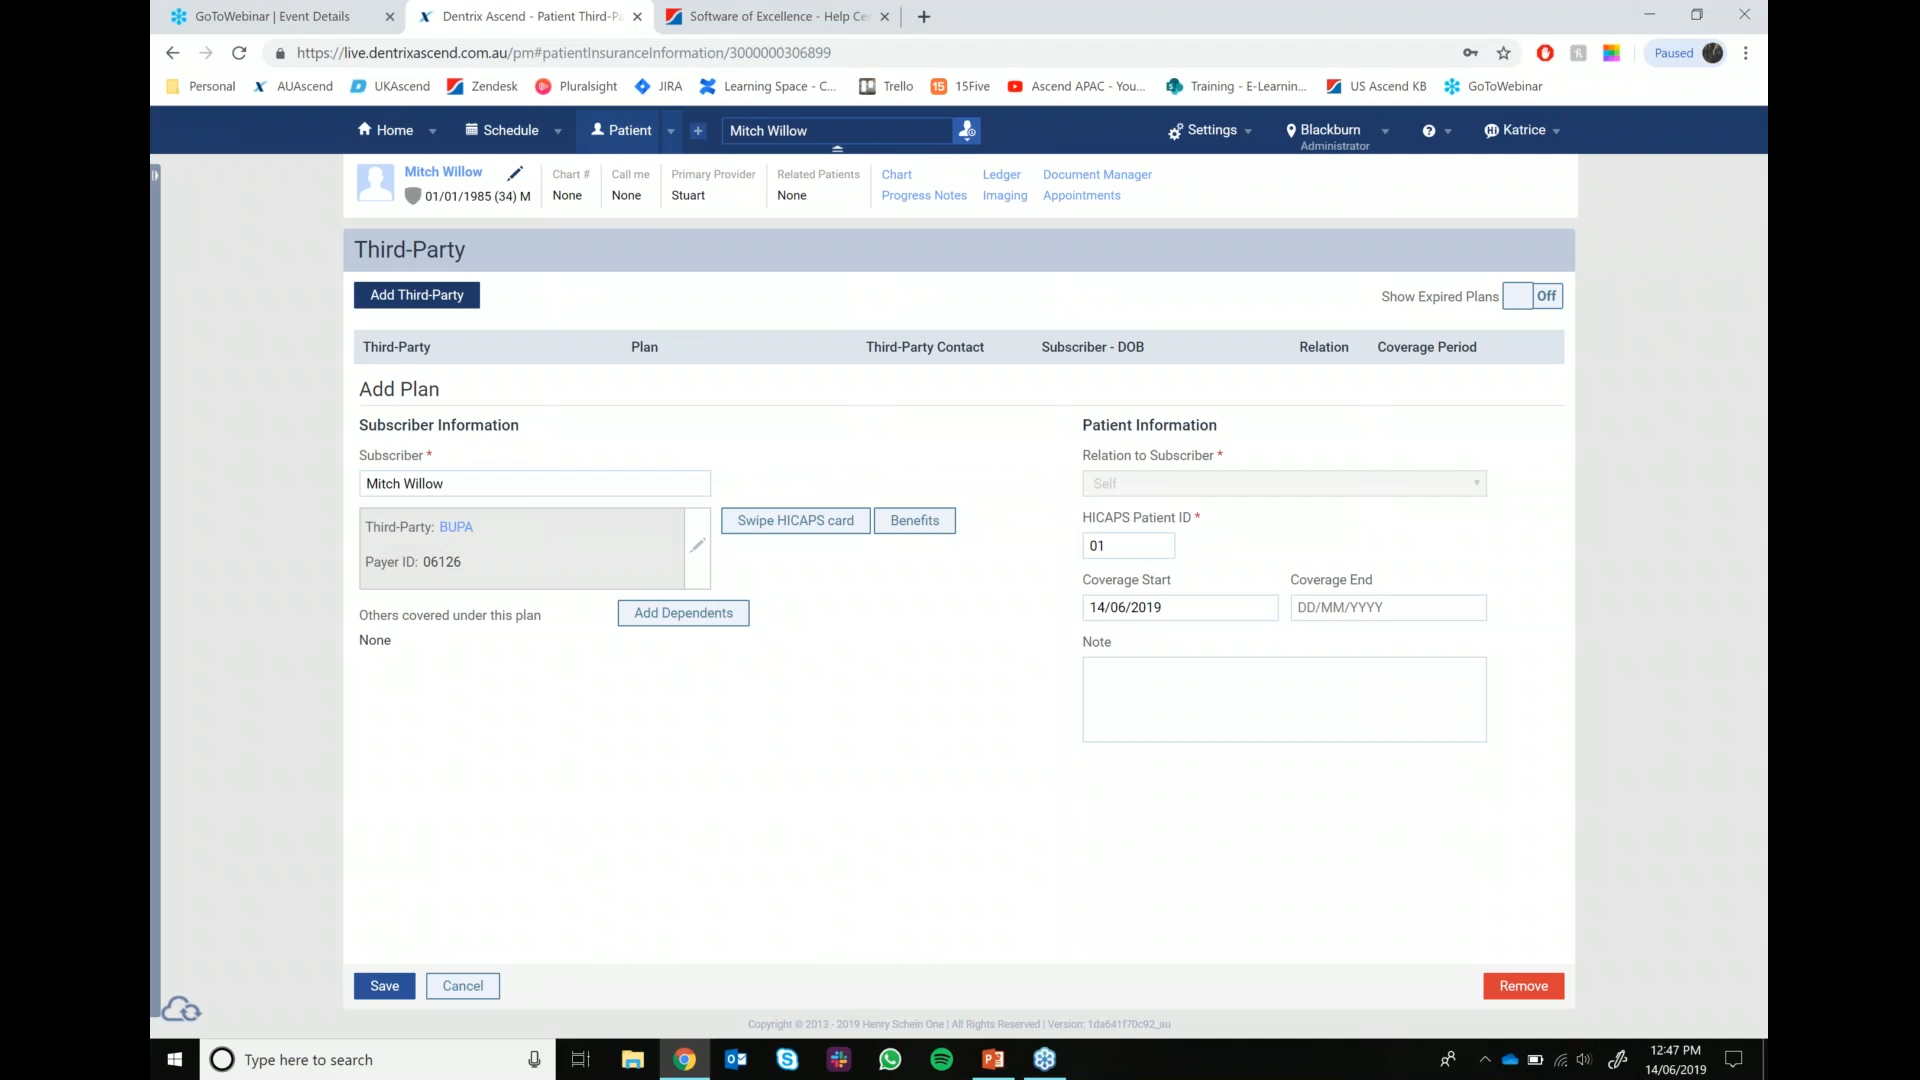 GoToWebinar | Event Details
Dentrix Ascend - Patient Third-Pa
Software of Excellence - Help Cen
https://live.dentrixascend.com.au/pm#patientInsuranceInformation/3000000306899
Paused
Personal AUAscend UKAscend Zendesk Pluralsight JIRA Learning Space - C... Trello 15Five Ascend APAC - You... Training - E-Learnin... US Ascend KB GoToWebinar
Home Schedule Patient + Mitch Willow Settings Blackburn ? Katrice
Administrator
Mitch Willow Chart # Call me Primary Provider Related Patients Chart Ledger Document Manager
01/01/1985 (34) M None None Stuart None Progress Notes Imaging Appointments
Third-Party
Add Third-Party Show Expired Plans Off
Third-Party Plan Third-Party Contact Subscriber - DOB Relation Coverage Period
Add Plan
Subscriber Information
Subscriber *
Mitch Willow
Third-Party: BUPA
Payer ID: 06126
Swipe HICAPS card Benefits
Others covered under this plan Add Dependents
None
Patient Information
Relation to Subscriber *
Self
HICAPS Patient ID *
01
Coverage Start Coverage End
14/06/2019 DD/MM/YYYY
Note
Save Cancel Remove
Copyright © 2013 - 2019 Henry Schein One | All Rights Reserved | Version: 1da641f70c92_au
Type here to search
12:47 PM
14/06/2019